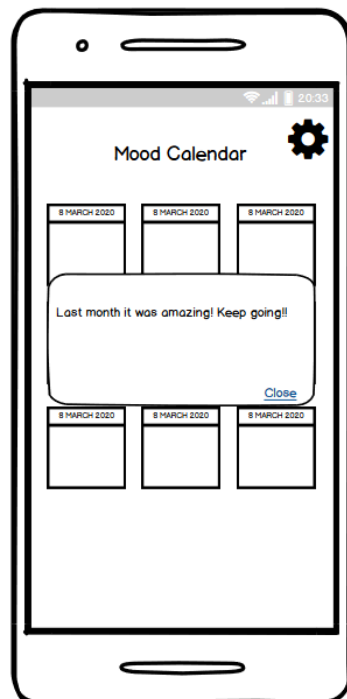 20:33
Mood Calendar
8 MARCH 2020 8 MARCH 2020 8 MARCH 2020
Last month it was amazing! Keep going!!
Close
8 MARCH 2020 8 MARCH 2020 8 MARCH 2020